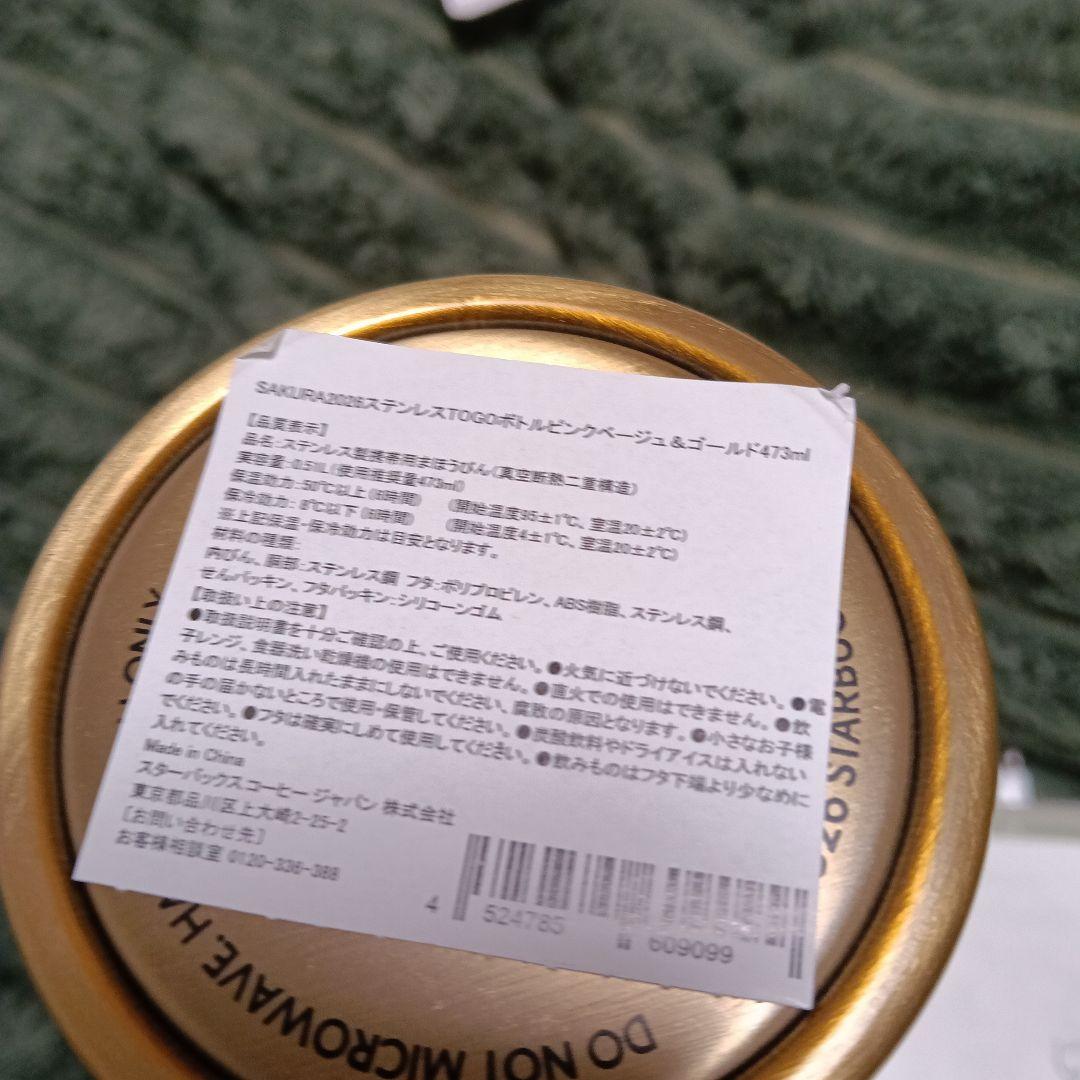 SAKURA2026ステンレスTOGOボトルピンクベージュ&ゴールド473ml
【品質表示】
品名:ステンレス製携帯用まほうびん(真空断熱二重構造)
実容量:0.51L(使用推奨量473ml)
保温効力:50℃以上(6時間) (開始温度95±1℃、室温20±2℃)
保冷効力: 8℃以下(6時間) (開始温度4±1℃、室温20±2℃)
※上記保温・保冷効力は目安となります。
材料の種類:
内びん、胴部:ステンレス鋼 フタ:ポリプロピレン、ABS樹脂、ステンレス鋼、
せんパッキン、フタパッキン:シリコーンゴム
【取扱い上の注意】
●取扱説明書を十分ご確認の上、ご使用ください。●火気に近づけないでください。●電
子レンジ、食器洗い乾燥機の使用はできません。●直火での使用はできません。●飲
みものは長時間入れたままにしないでください、腐敗の原因となります。●小さなお子様
の手の届かないところで使用・保管してください。●炭酸飲料やドライアイスは入れない
でください。●フタは確実にしめて使用してください。●飲みものはフタ下端より少なめに
入れてください。
Made in China
スターバックス コーヒー ジャパン 株式会社
東京都品川区上大崎2-25-2
[お問い合わせ先]
お客様相談室 0120-336-388
4 524785 609099
DO NOT MICROWAVE.
ONLY
026 STARBUC